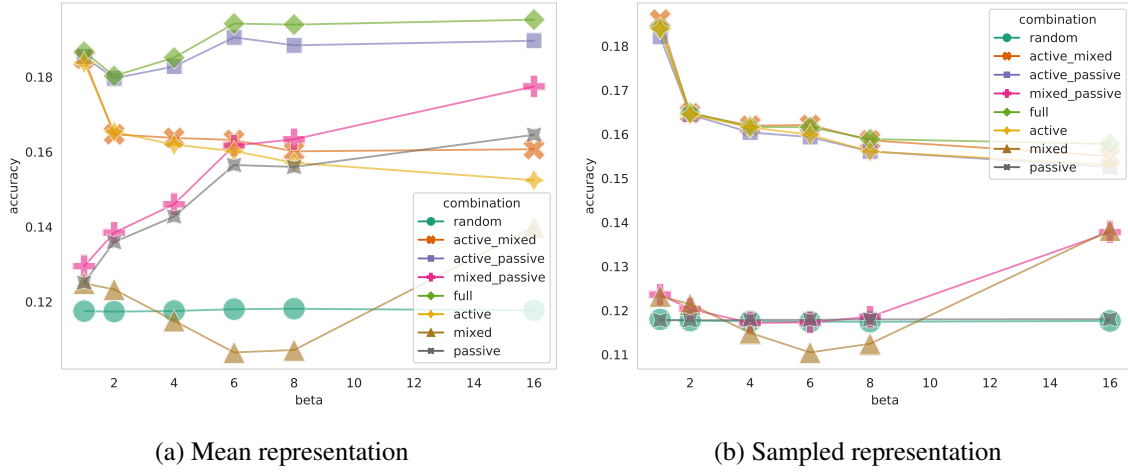 0.18
0.16
0.14
0.12
accuracy
2 4 6 8 10 12 14 16
beta
combination
random
active_mixed
active_passive
mixed_passive
full
active
mixed
passive
(a) Mean representation
0.18
0.17
0.16
0.15
0.14
0.13
0.12
0.11
accuracy
2 4 6 8 10 12 14 16
beta
combination
random
active_mixed
active_passive
mixed_passive
full
active
mixed
passive
(b) Sampled representation